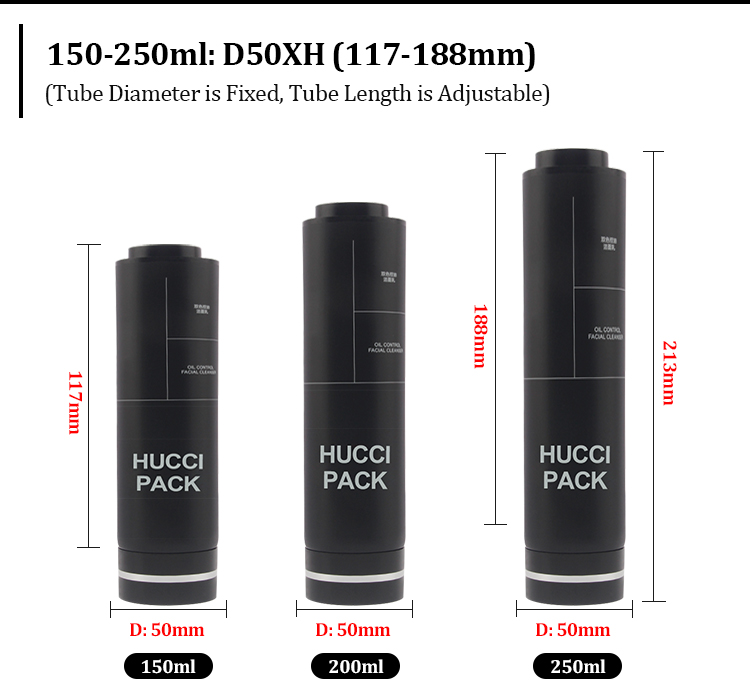 150-250ml: D50XH (117-188mm)
(Tube Diameter is Fixed, Tube Length is Adjustable)
117mm
OIL CONTROL
FACIAL CLEANSER
HUCCI
PACK
D: 50mm
150ml
OIL CONTROL
FACIAL CLEANSER
HUCCI
PACK
D: 50mm
200ml
188mm
213mm
OIL CONTROL
FACIAL CLEANSER
HUCCI
PACK
D: 50mm
250ml